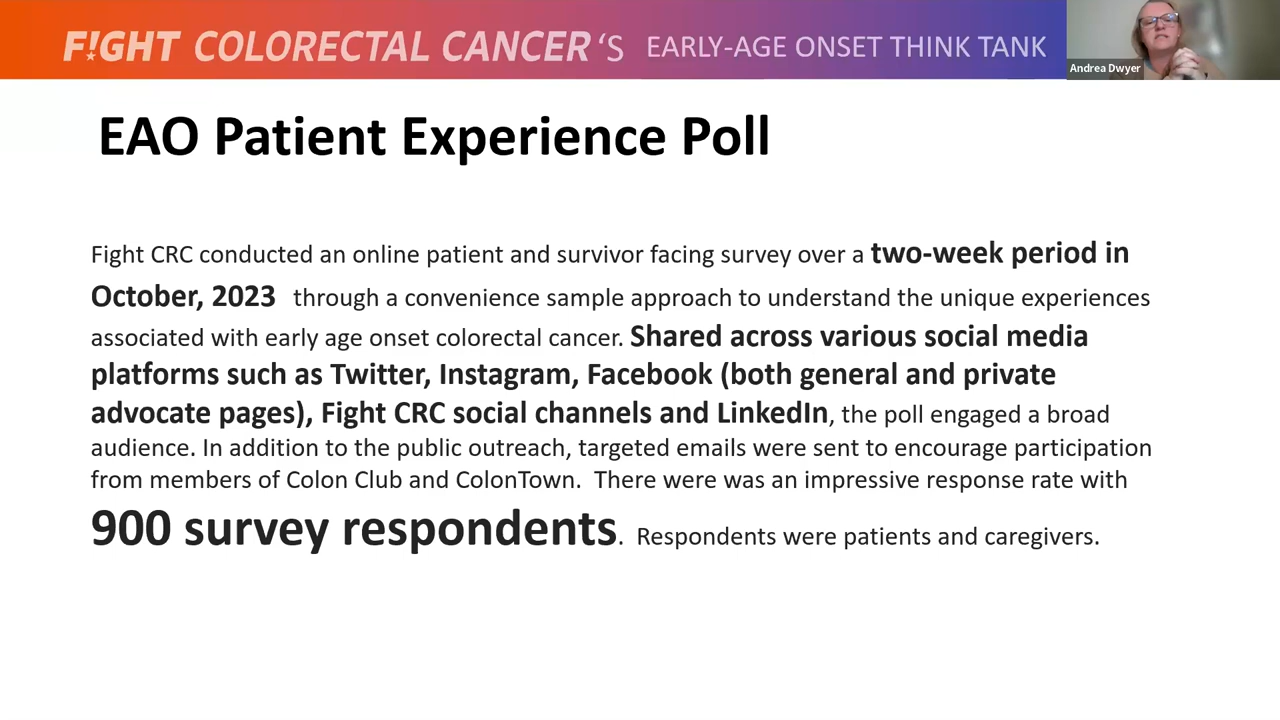 F!GHT COLORECTAL CANCER'S EARLY-AGE ONSET THINK TANK
Andrea Dwyer
EAO Patient Experience Poll
Fight CRC conducted an online patient and survivor facing survey over a two-week period in
October, 2023 through a convenience sample approach to understand the unique experiences
associated with early age onset colorectal cancer. Shared across various social media
platforms such as Twitter, Instagram, Facebook (both general and private
advocate pages), Fight CRC social channels and LinkedIn, the poll engaged a broad
audience. In addition to the public outreach, targeted emails were sent to encourage participation
from members of Colon Club and ColonTown. There were was an impressive response rate with
900 survey respondents. Respondents were patients and caregivers.